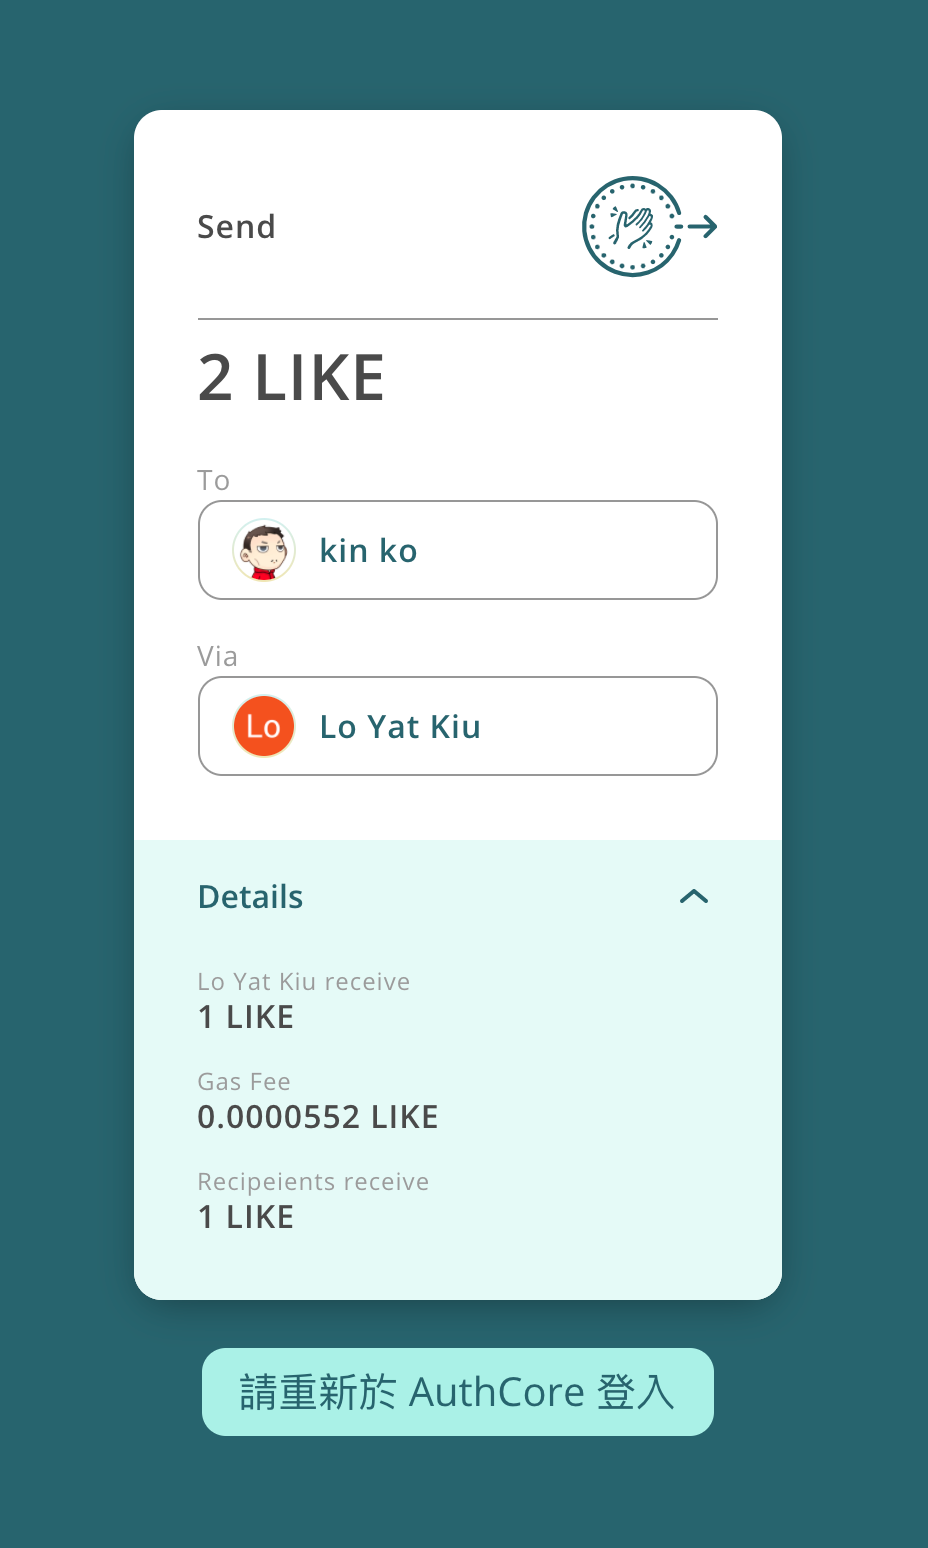 Send
2 LIKE
To
kin ko
Via
Lo
Lo Yat Kiu
Details
Lo Yat Kiu receive
1 LIKE
Gas Fee
0.0000552 LIKE
Recipeients receive
1 LIKE
請重新於 AuthCore 登入